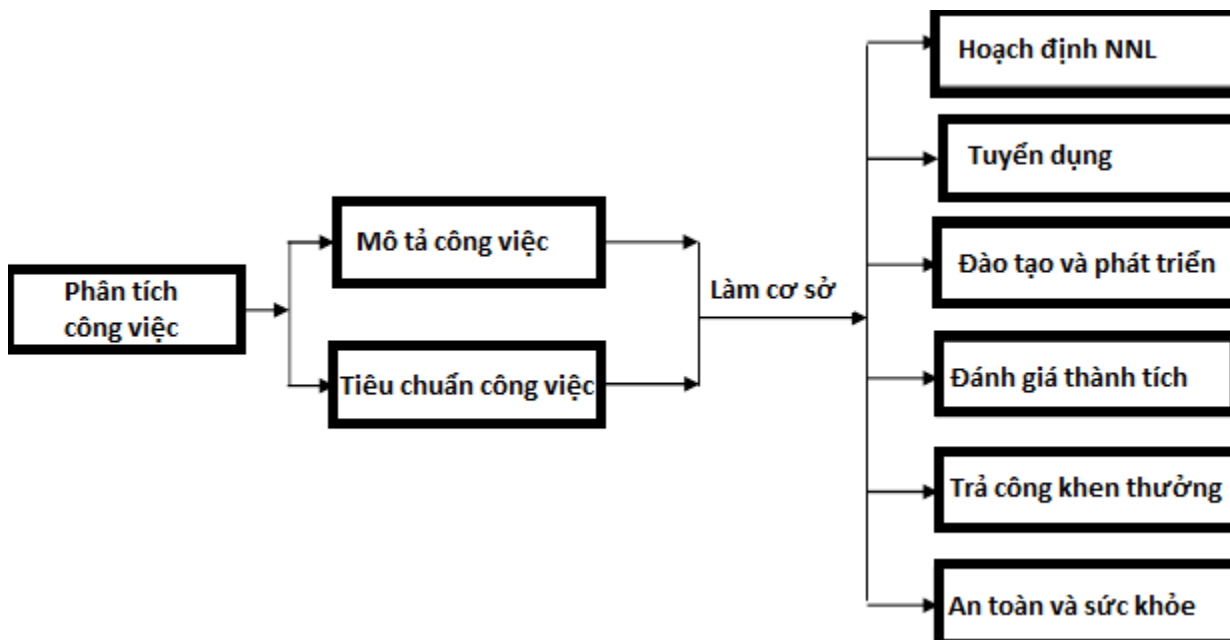 Phân tích
công việc
Mô tả công việc
Tiêu chuẩn công việc
Làm cơ sở
Hoạch định NNL
Tuyển dụng
Đào tạo và phát triển
Đánh giá thành tích
Trả công khen thưởng
An toàn và sức khỏe